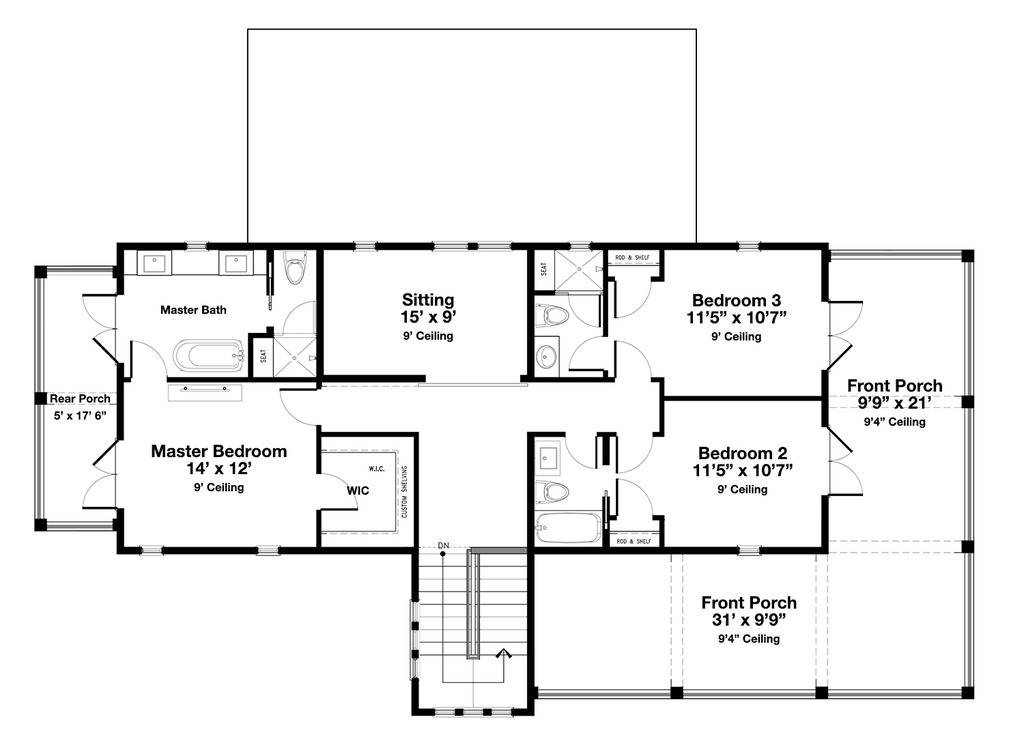 ROD & SHELF
SEAT
Master Bath
Sitting
15’ x 9’
9’ Ceiling
Bedroom 3
11’5” x 10’7”
9’ Ceiling
SEAT
Rear Porch
5’ x 17’ 6”
Front Porch
9’9” x 21’
9’4” Ceiling
Master Bedroom
14’ x 12’
9’ Ceiling
W.I.C.
WIC
CUSTOM SHELVING
Bedroom 2
11’5” x 10’7”
9’ Ceiling
ROD & SHELF
DN
Front Porch
31’ x 9’9”
9’4” Ceiling